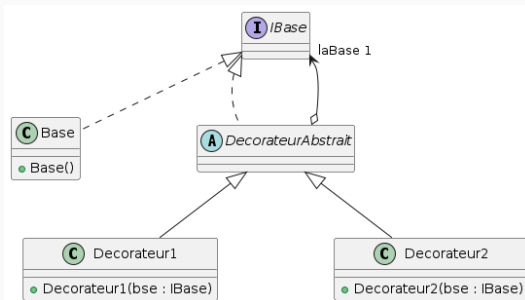 I IBase
laBase 1
C Base
Base()
A DecorateurAbstrait
C Decorateur1
Decorateur1(bse : IBase)
C Decorateur2
Decorateur2(bse : IBase)